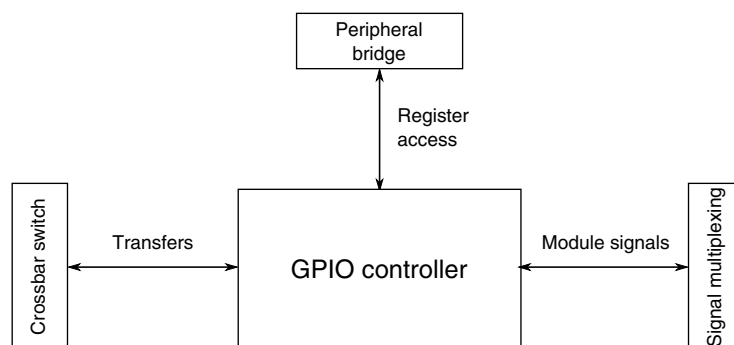 Peripheral
bridge
Register
access
Crossbar switch
Transfers
GPIO controller
Module signals
Signal multiplexing